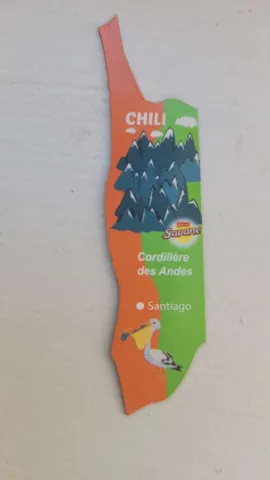 CHILI
Savane
Cordillère
des Andes
Santiago